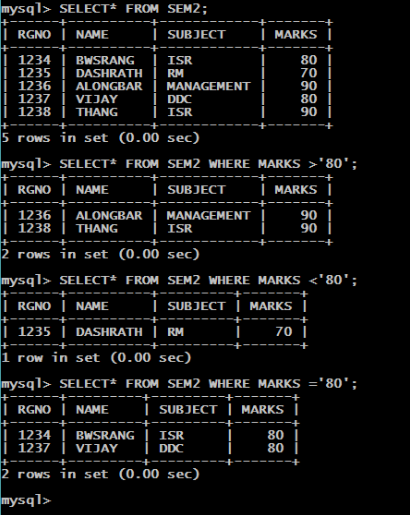 mysql> SELECT* FROM SEM2;
+------+-----------+------------+-------+
| RGNO | NAME      | SUBJECT    | MARKS |
+------+-----------+------------+-------+
| 1234 | BWSRANG   | ISR        |    80 |
| 1235 | DASHRATH  | RM         |    70 |
| 1236 | ALONGBAR  | MANAGEMENT |    90 |
| 1237 | VIJAY     | DDC        |    80 |
| 1238 | THANG     | ISR        |    90 |
+------+-----------+------------+-------+
5 rows in set (0.00 sec)
mysql> SELECT* FROM SEM2 WHERE MARKS >'80';
+------+-----------+------------+-------+
| RGNO | NAME      | SUBJECT    | MARKS |
+------+-----------+------------+-------+
| 1236 | ALONGBAR  | MANAGEMENT |    90 |
| 1238 | THANG     | ISR        |    90 |
+------+-----------+------------+-------+
2 rows in set (0.00 sec)
mysql> SELECT* FROM SEM2 WHERE MARKS <'80';
+------+-----------+---------+-------+
| RGNO | NAME      | SUBJECT | MARKS |
+------+-----------+---------+-------+
| 1235 | DASHRATH  | RM      |    70 |
+------+-----------+---------+-------+
1 row in set (0.00 sec)
mysql> SELECT* FROM SEM2 WHERE MARKS ='80';
+------+----------+---------+-------+
| RGNO | NAME     | SUBJECT | MARKS |
+------+----------+---------+-------+
| 1234 | BWSRANG  | ISR     |    80 |
| 1237 | VIJAY    | DDC     |    80 |
+------+----------+---------+-------+
2 rows in set (0.00 sec)
mysql>